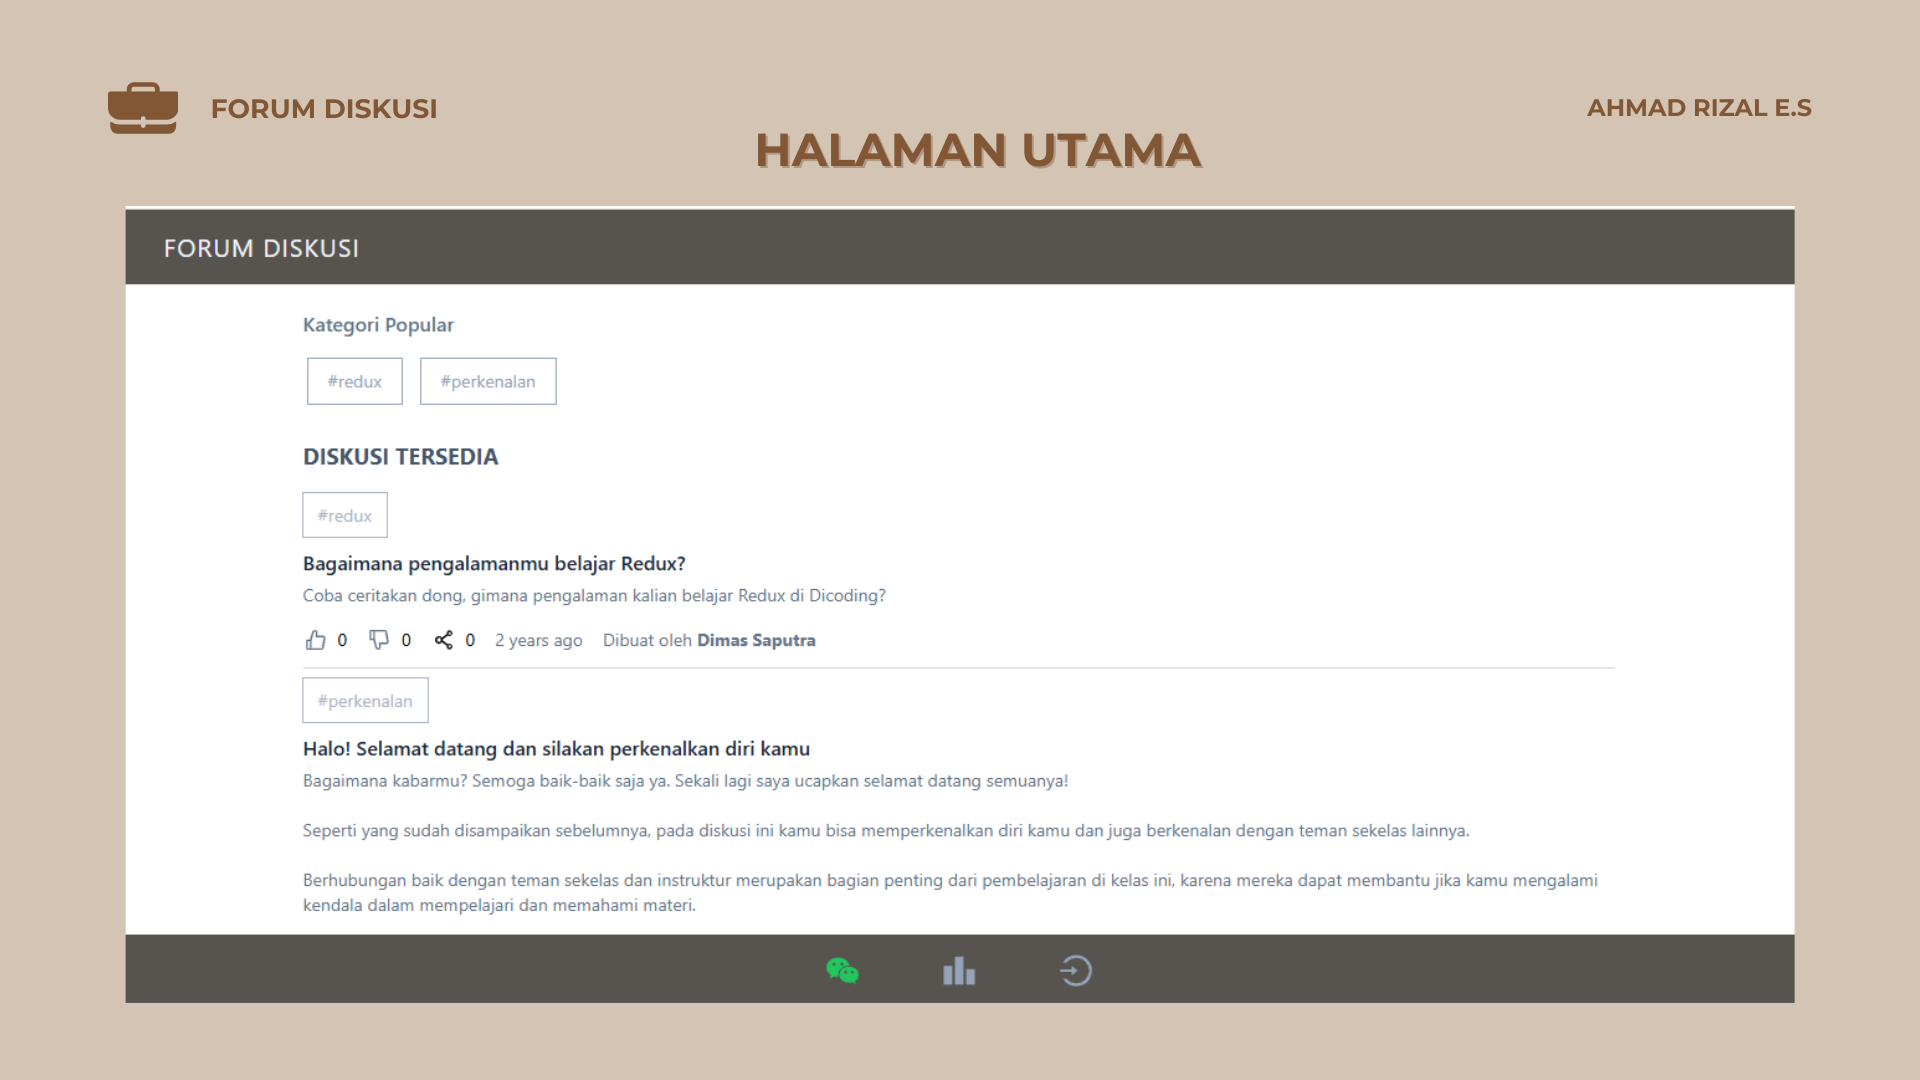 FORUM DISKUSI
AHMAD RIZAL E.S
HALAMAN UTAMA
FORUM DISKUSI
Kategori Popular
#redux #perkenalan
DISKUSI TERSEDIA
#redux
Bagaimana pengalamanmu belajar Redux?
Coba ceritakan dong, gimana pengalaman kalian belajar Redux di Dicoding?
0 0 0 2 years ago Dibuat oleh Dimas Saputra
#perkenalan
Halo! Selamat datang dan silakan perkenalkan diri kamu
Bagaimana kabarmu? Semoga baik-baik saja ya. Sekali lagi saya ucapkan selamat datang semuanya!
Seperti yang sudah disampaikan sebelumnya, pada diskusi ini kamu bisa memperkenalkan diri kamu dan juga berkenalan dengan teman sekelas lainnya.
Berhubungan baik dengan teman sekelas dan instruktur merupakan bagian penting dari pembelajaran di kelas ini, karena mereka dapat membantu jika kamu mengalami
kendala dalam mempelajari dan memahami materi.